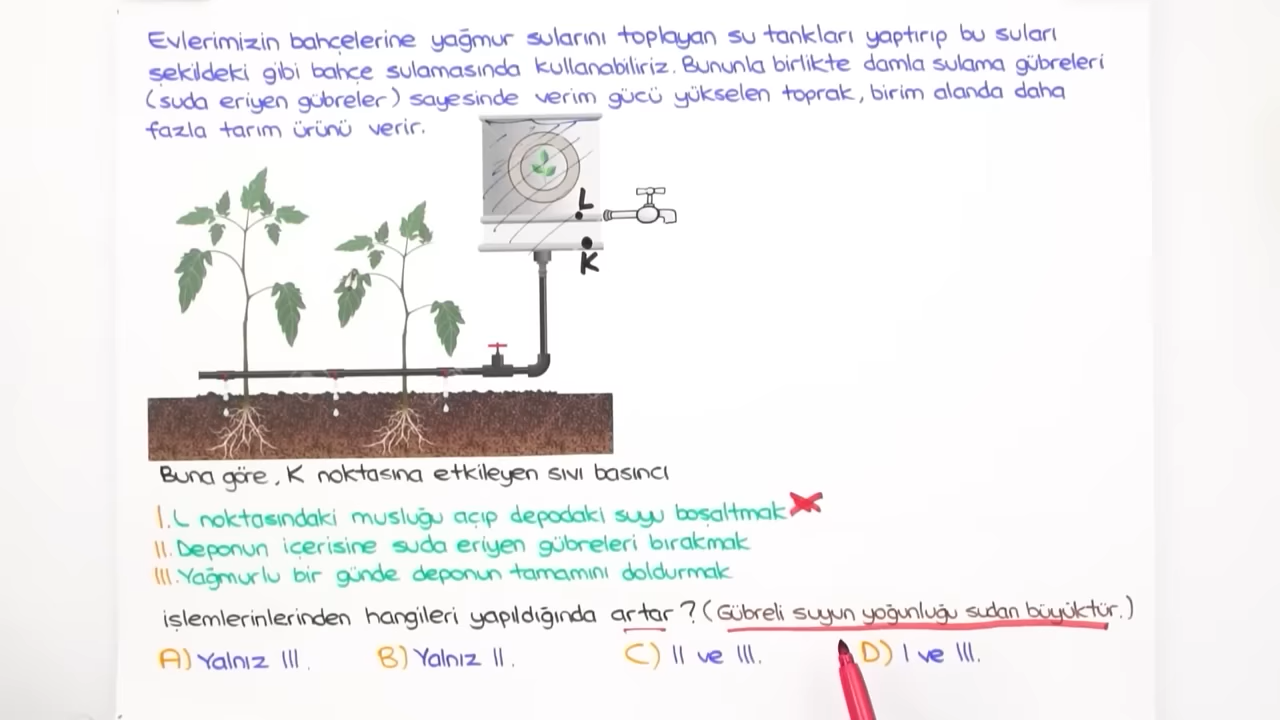 Evlerimizin bahçelerine yağmur sularını toplayan su tankları yaptırıp bu suları
şekildeki gibi bahçe sulamasında kullanabiliriz. Bununla birlikte damla sulama gübreleri
(suda eriyen gübreler) sayesinde verim gücü yükselen toprak, birim alanda daha
fazla tarım ürünü verir.
L
K
Buna göre, K noktasına etkileyen sıvı basıncı
I. L noktasındaki musluğu açıp depodaki suyu boşaltmak
II. Deponun içerisine suda eriyen gübreleri bırakmak
III. Yağmurlu bir günde deponun tamamını doldurmak
işlemlerinlerinden hangileri yapıldığında artar? (Gübreli suyun yoğunluğu sudan büyüktür.)
A) Yalnız III. B) Yalnız II. C) II ve III. D) I ve III.